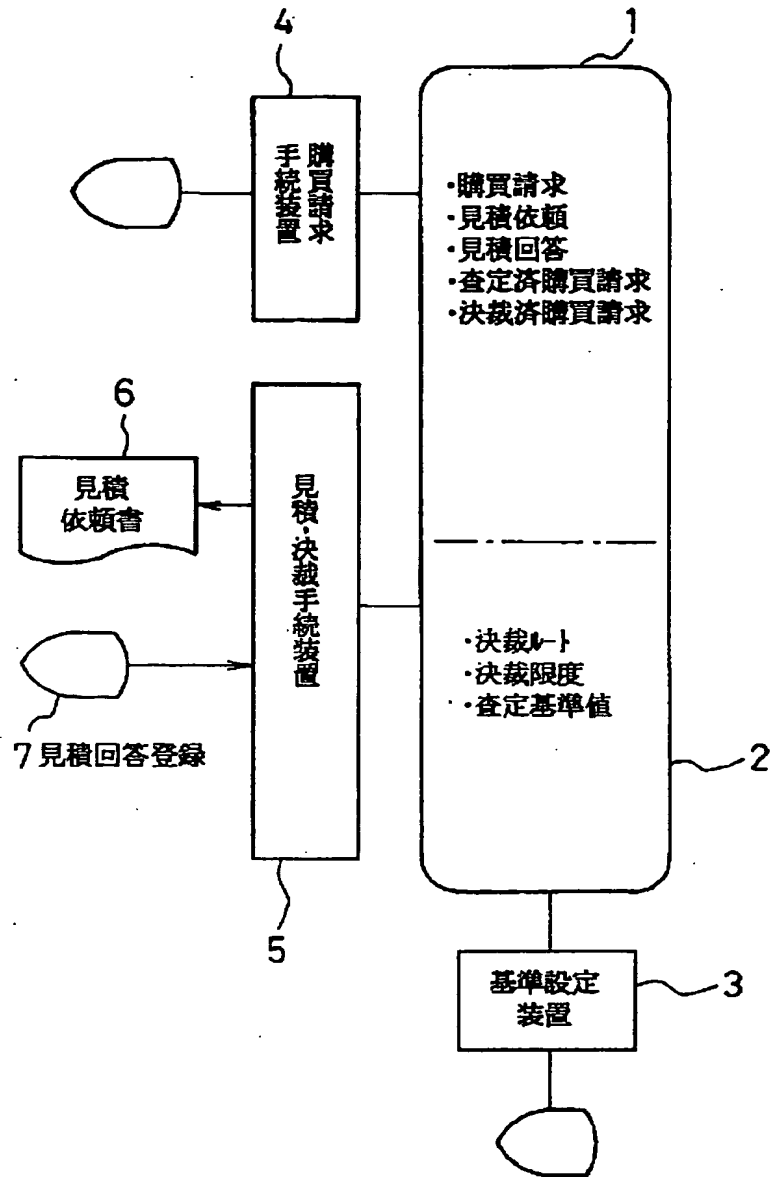 4
1
購買請求
手続装置
・購買請求
・見積依頼
・見積回答
・査定済購買請求
・決裁済購買請求
6
見積
依頼書
見積・決裁手続装置
・決裁ルート
・決裁限度
・査定基準値
7見積回答登録
2
5
基準設定
装置
3